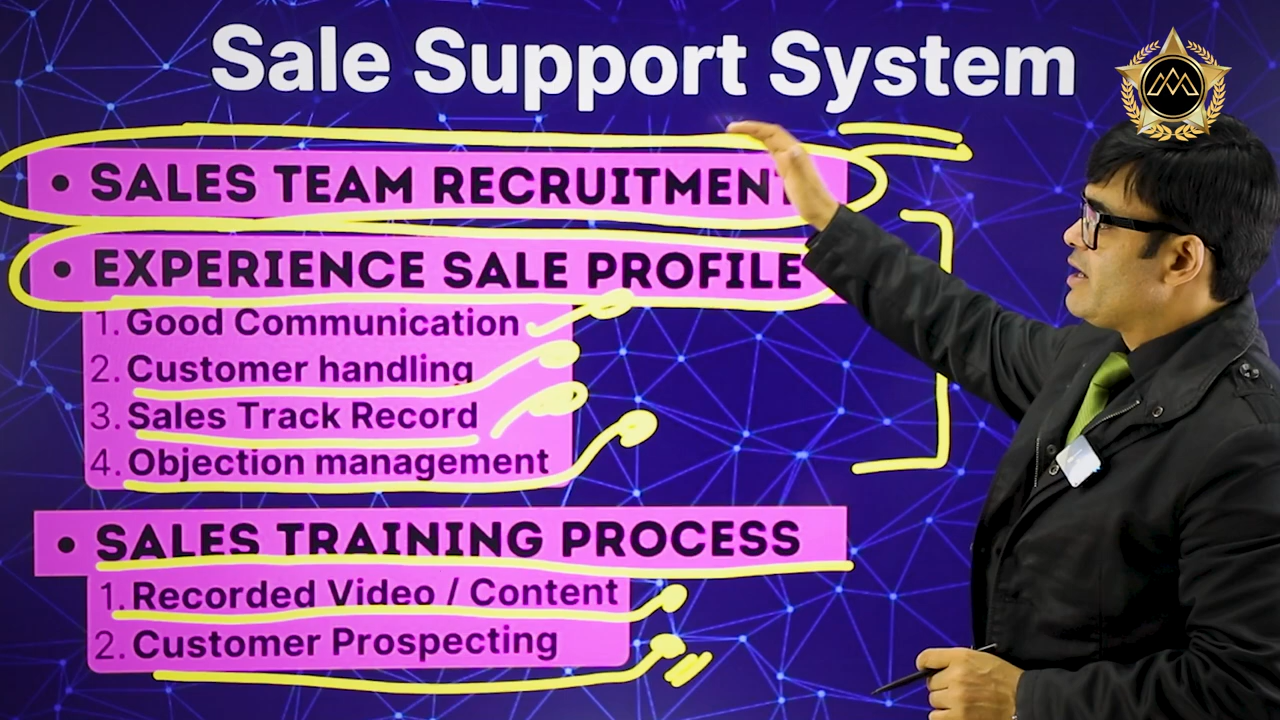 Sale Support System
• SALES TEAM RECRUITMENT
• EXPERIENCE SALE PROFILE
1. Good Communication
2. Customer handling
3. Sales Track Record
4. Objection management
• SALES TRAINING PROCESS
1. Recorded Video / Content
2. Customer Prospecting